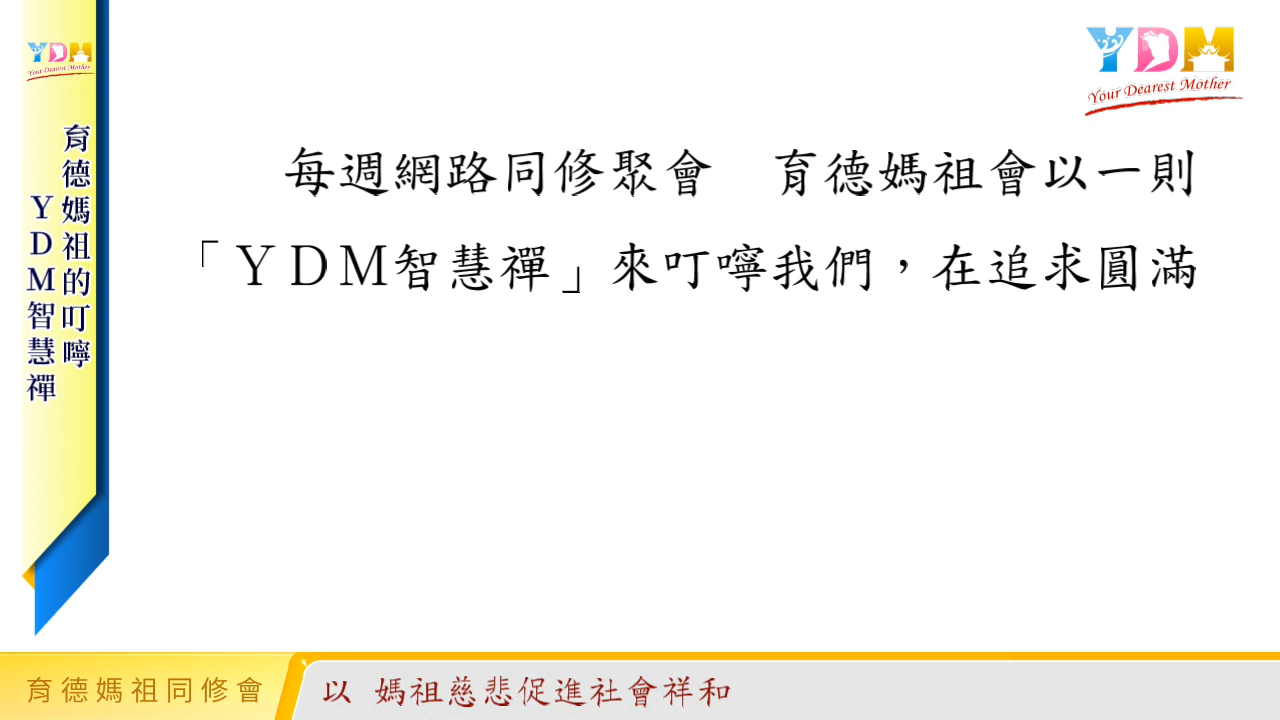 YDM
Your Dearest Mother
育德媽祖的叮嚀
ＹＤＭ智慧禪
YDM
Your Dearest Mother
每週網路同修聚會　育德媽祖會以一則
「ＹＤＭ智慧禪」來叮嚀我們，在追求圓滿
育德媽祖同修會
以 媽祖慈悲促進社會祥和